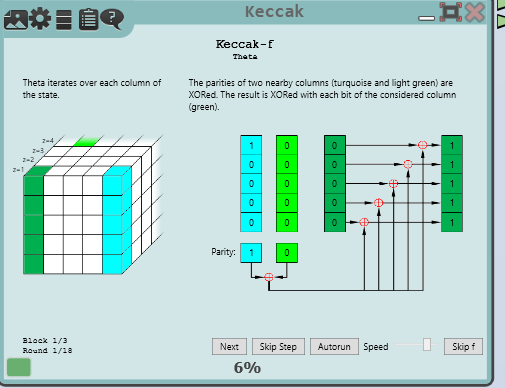 Keccak
Keccak-f
Theta
Theta iterates over each column of
the state.
The parities of two nearby columns (turquoise and light green) are
XORed. The result is XORed with each bit of the considered column
(green).
z=4
z=3
z=2
z=1
1 0 0 1
0 0 0 1
0 0 0 1
0 0 0 1
0 0 0 1
Parity: 1 0
Block 1/3
Round 1/18
Next Skip Step Autorun Speed Skip f
6%